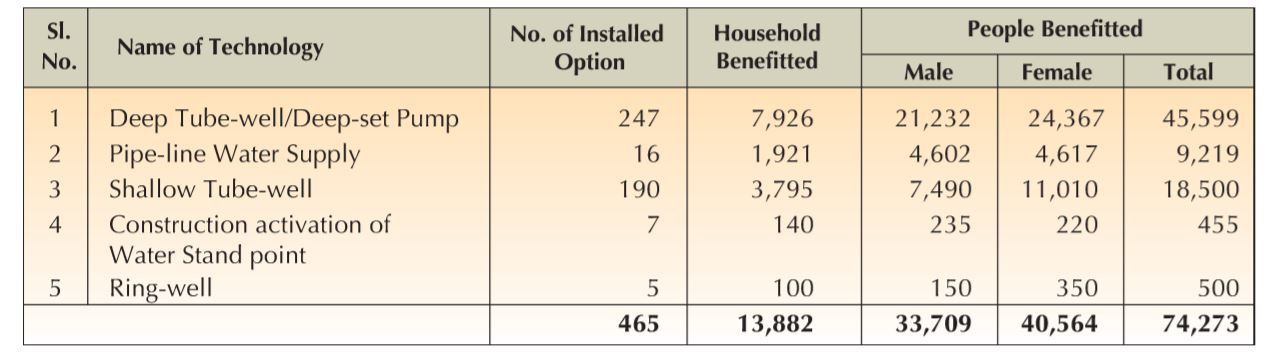 Sl. No. Name of Technology No. of Installed Option Household Benefitted People Benefitted
Male Female Total
1 Deep Tube-well/Deep-set Pump 247 7,926 21,232 24,367 45,599
2 Pipe-line Water Supply 16 1,921 4,602 4,617 9,219
3 Shallow Tube-well 190 3,795 7,490 11,010 18,500
4 Construction activation of 7 140 235 220 455
Water Stand point
5 Ring-well 5 100 150 350 500
465 13,882 33,709 40,564 74,273